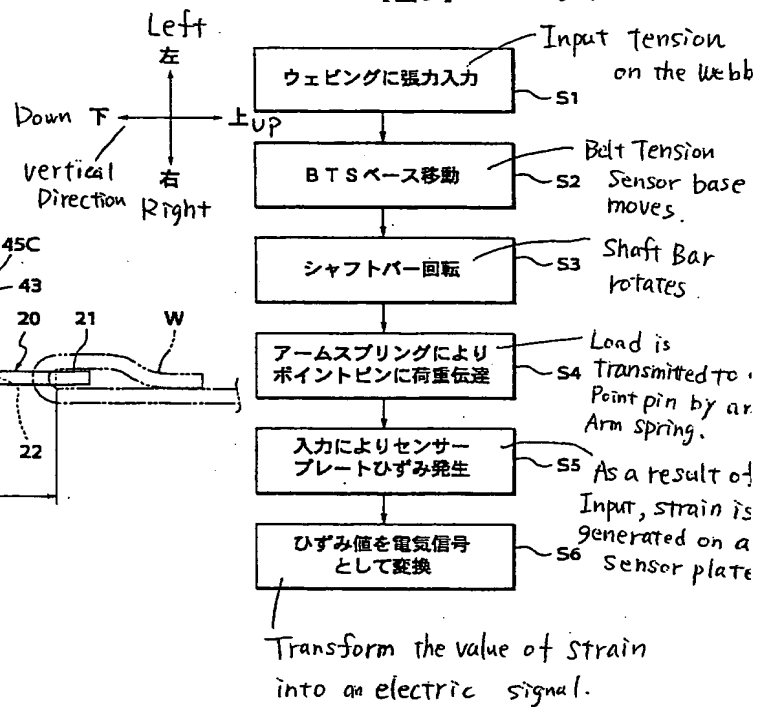 Left
左
Down 下
上 UP
vertical
Direction
右
Right
45C
43
20
21
W
22
ウェビングに張力入力
S1
Input tension
on the Webb
BTSベース移動
S2
Belt Tension
Sensor base
moves.
シャフトバー回転
S3
Shaft Bar
rotates
アームスプリングにより
ポイントピンに荷重伝達
S4
Load is
transmitted to
Point pin by ar
Arm spring.
入力によりセンサー
プレートひずみ発生
S5
As a result of
Input, strain is
generated on a
Sensor plate
ひずみ値を電気信号
として変換
S6
Transform the value of strain
into an electric signal.